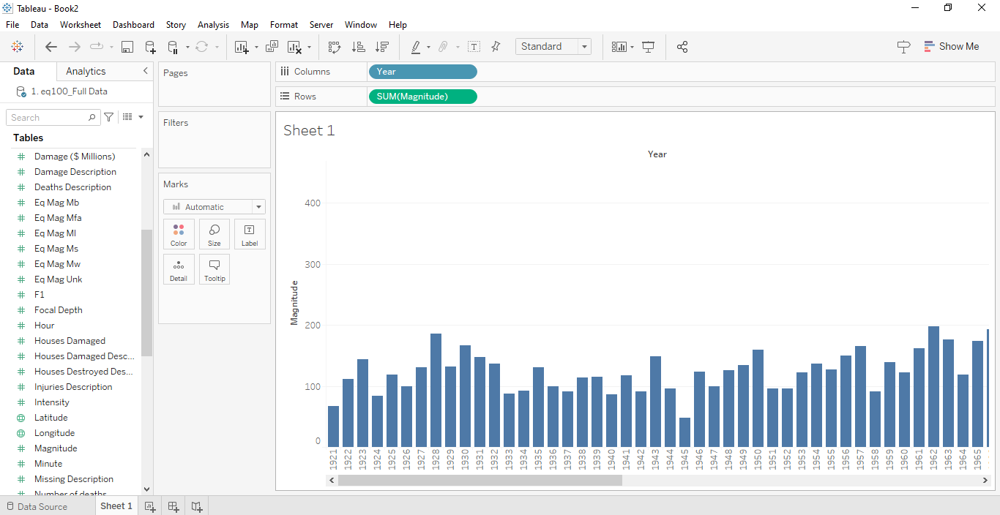 Tableau - Book2
File Data Worksheet Dashboard Story Analysis Map Format Server Window Help
Standard
Show Me
Data Analytics
1. eq100_Full Data
Search
Tables
Damage ($ Millions)
Damage Description
Deaths Description
Eq Mag Mb
Eq Mag Mfa
Eq Mag Ml
Eq Mag Ms
Eq Mag Mw
Eq Mag Unk
F1
Focal Depth
Hour
Houses Damaged
Houses Damaged Desc...
Houses Destroyed Des...
Injuries Description
Intensity
Latitude
Longitude
Magnitude
Minute
Missing Description
Number of deaths
Pages
Filters
Marks
Automatic
Color Size Label
Detail Tooltip
Columns Year
Rows SUM(Magnitude)
Sheet 1
Year
Magnitude
400
300
200
100
0
1921 1922 1923 1924 1925 1926 1927 1928 1929 1930 1931 1932 1933 1934 1935 1936 1937 1938 1939 1940 1941 1942 1943 1944 1945 1946 1947 1948 1949 1950 1951 1952 1953 1954 1955 1956 1957 1958 1959 1960 1961 1962 1963 1964 1965
Data Source Sheet 1